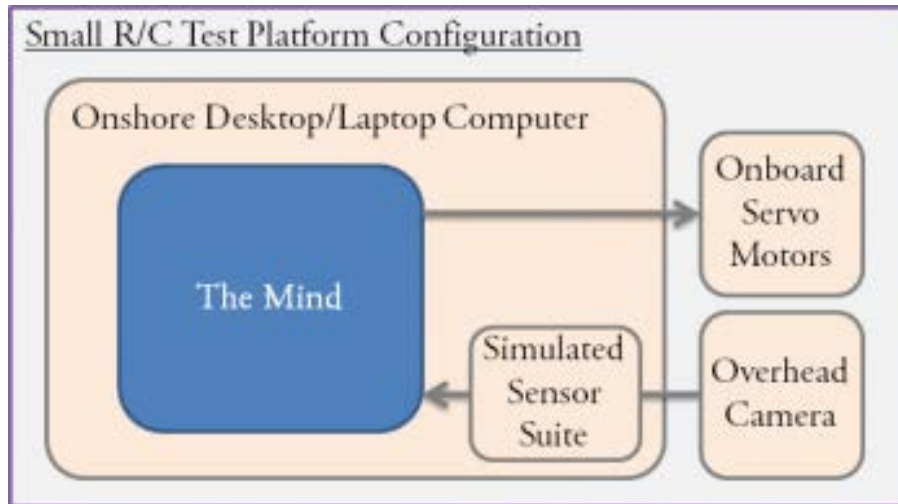 Small R/C Test Platform Configuration
Onshore Desktop/Laptop Computer
The Mind
Simulated
Sensor
Suite
Onboard
Servo
Motors
Overhead
Camera